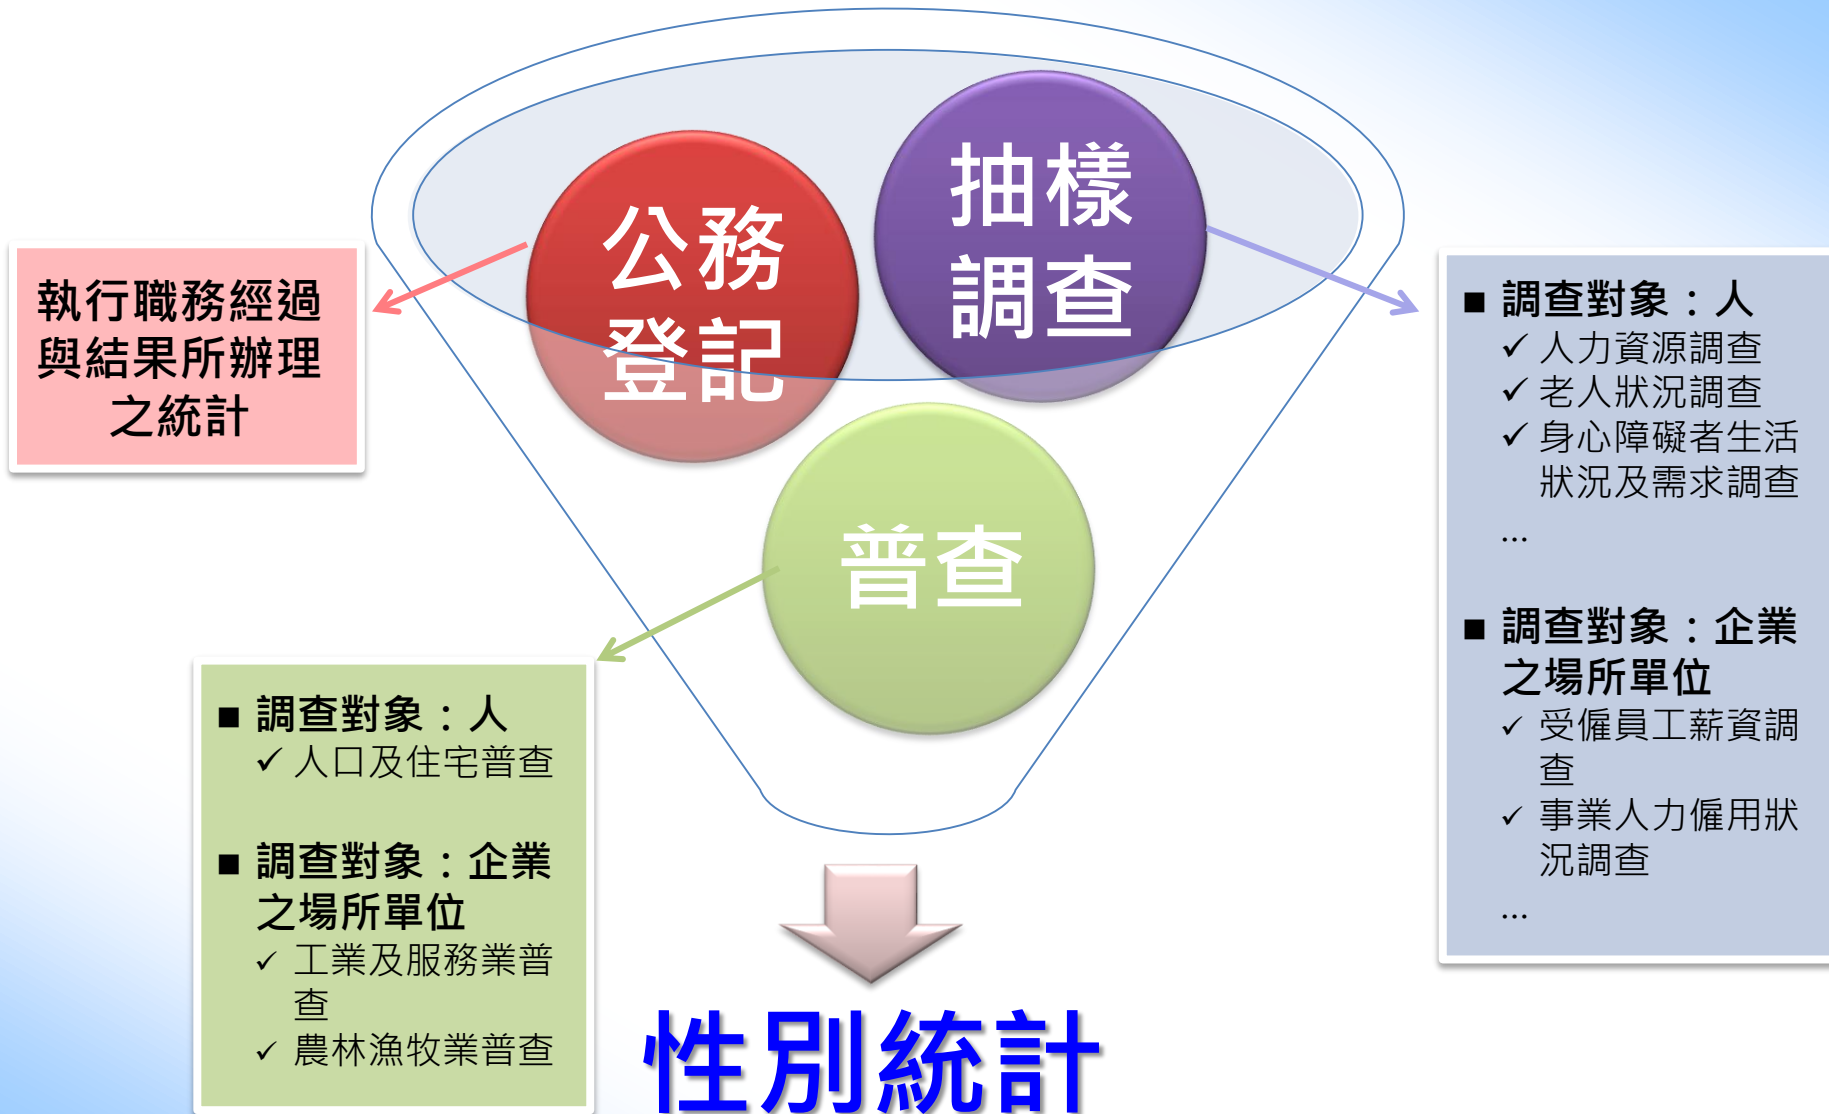 公務
登記
抽樣
調查
普查
執行職務經過
與結果所辦理
之統計
■ 調查對象：人
✓ 人力資源調查
✓ 老人狀況調查
✓ 身心障礙者生活
狀況及需求調查
...
■ 調查對象：企業
之場所單位
✓ 受僱員工薪資調
查
✓ 事業人力僱用狀
況調查
...
■ 調查對象：人
✓ 人口及住宅普查
■ 調查對象：企業
之場所單位
✓ 工業及服務業普
查
✓ 農林漁牧業普查
性別統計